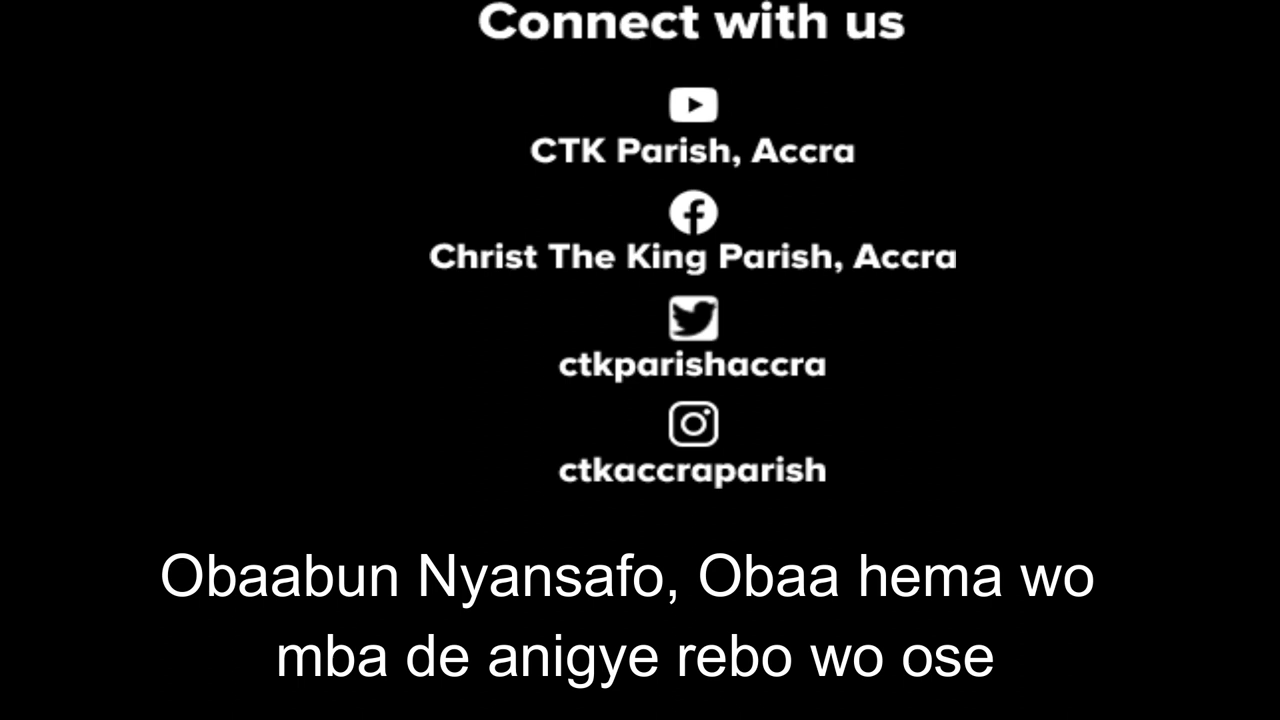 Connect with us
CTK Parish, Accra
Christ The King Parish, Accra
ctkparishaccra
ctkaccraparish
Obaabun Nyansafo, Obaa hema wo
mba de anigye rebo wo ose